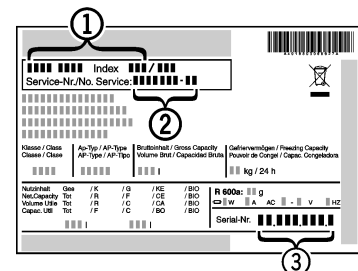 1
Index /
Service-Nr./No. Service: -
2
Klasse / Class
Classe / Clase
Ap-Typ / AP-Type
AP-Type / AP-Tipo
Bruttoinhalt / Gross Capacity
Volume Brut / Capacidad Bruta
Gefriervermögen / Freezing Capacity
Pouvoir de Congel / Capac. Congeladora
l
kg / 24 h
Nutzinhalt Ges / K / G / KE / BIO
Net.Capacity Tot / R / F / CE / BIO
Volume Utile Tot / R / C / CA / BIO
Capac. Util Tot / F / C / BO / BIO
l l
R 600a: g
W A AC - V HZ
Serial-Nr. . . .
3